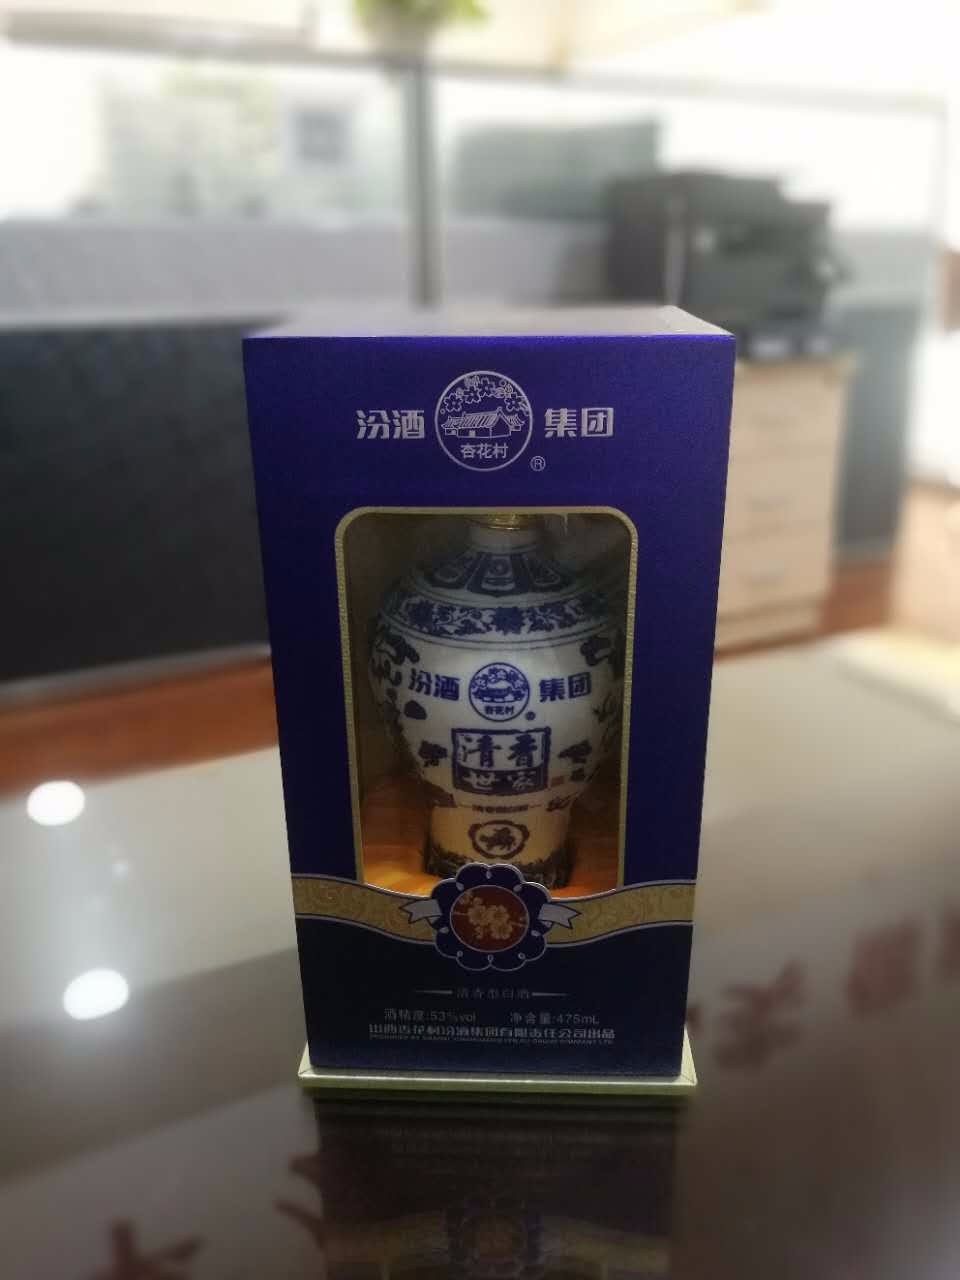 汾酒 杏花村 集团
®
汾酒 杏花村 集团
清香
世家
清香型白酒
酒精度:53%vol 净含量:475mL
山西杏花村汾酒集团有限责任公司出品